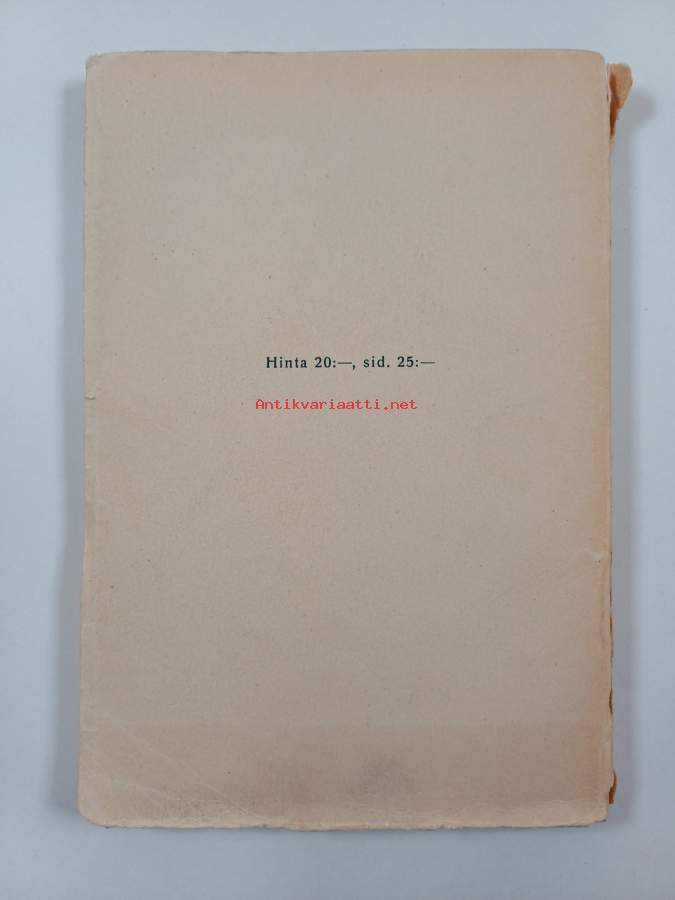 Hinta 20:—, sid. 25:—
Antikvariaatti.net